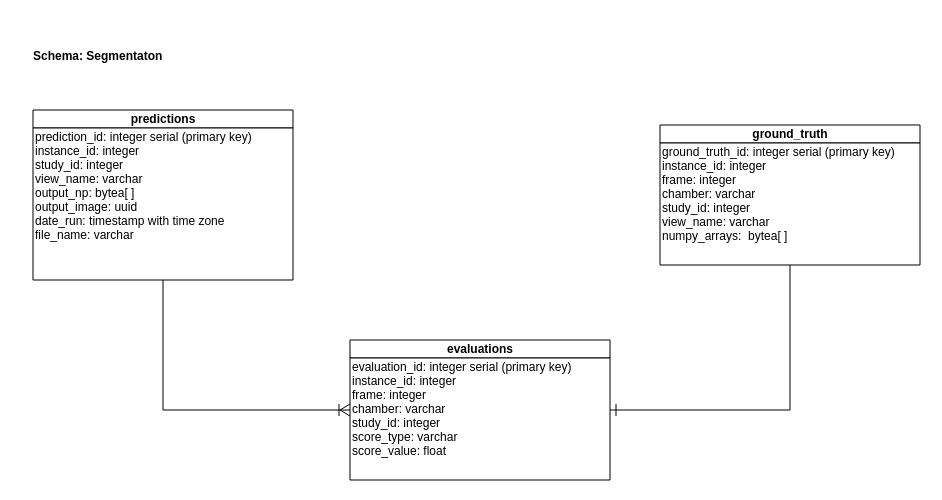 Schema: Segmentaton
predictions
prediction_id: integer serial (primary key)
instance_id: integer
study_id: integer
view_name: varchar
output_np: bytea[ ]
output_image: uuid
date_run: timestamp with time zone
file_name: varchar
ground_truth
ground_truth_id: integer serial (primary key)
instance_id: integer
frame: integer
chamber: varchar
study_id: integer
view_name: varchar
numpy_arrays:  bytea[ ]
evaluations
evaluation_id: integer serial (primary key)
instance_id: integer
frame: integer
chamber: varchar
study_id: integer
score_type: varchar
score_value: float